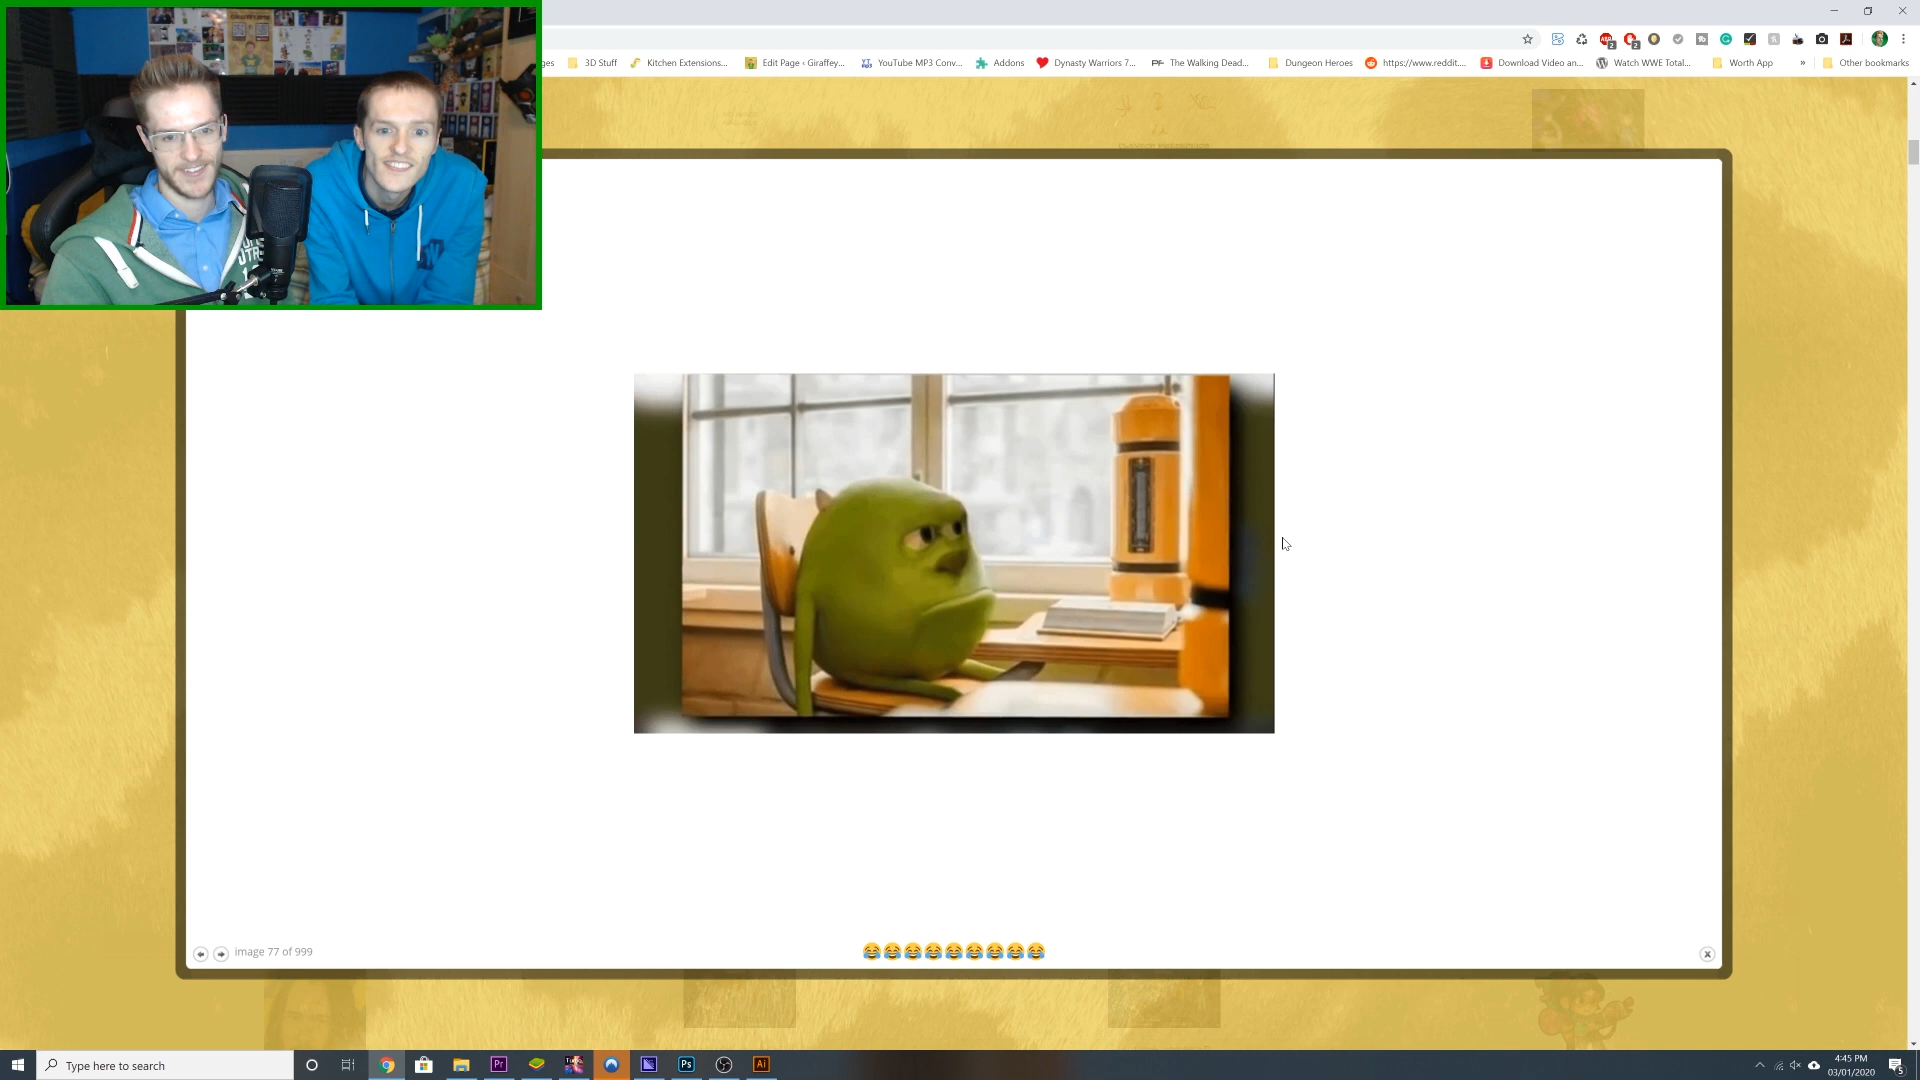 ges 3D Stuff Kitchen Extensions... Edit Page ‹ Giraffey... YouTube MP3 Conv... Addons Dynasty Warriors 7... The Walking Dead... Dungeon Heroes https://www.reddit.... Download Video an... Watch WWE Total... Worth App » Other bookmarks
image 77 of 999
😂😂😂😂😂😂😂😂😂
Type here to search
4:45 PM
03/01/2020
5